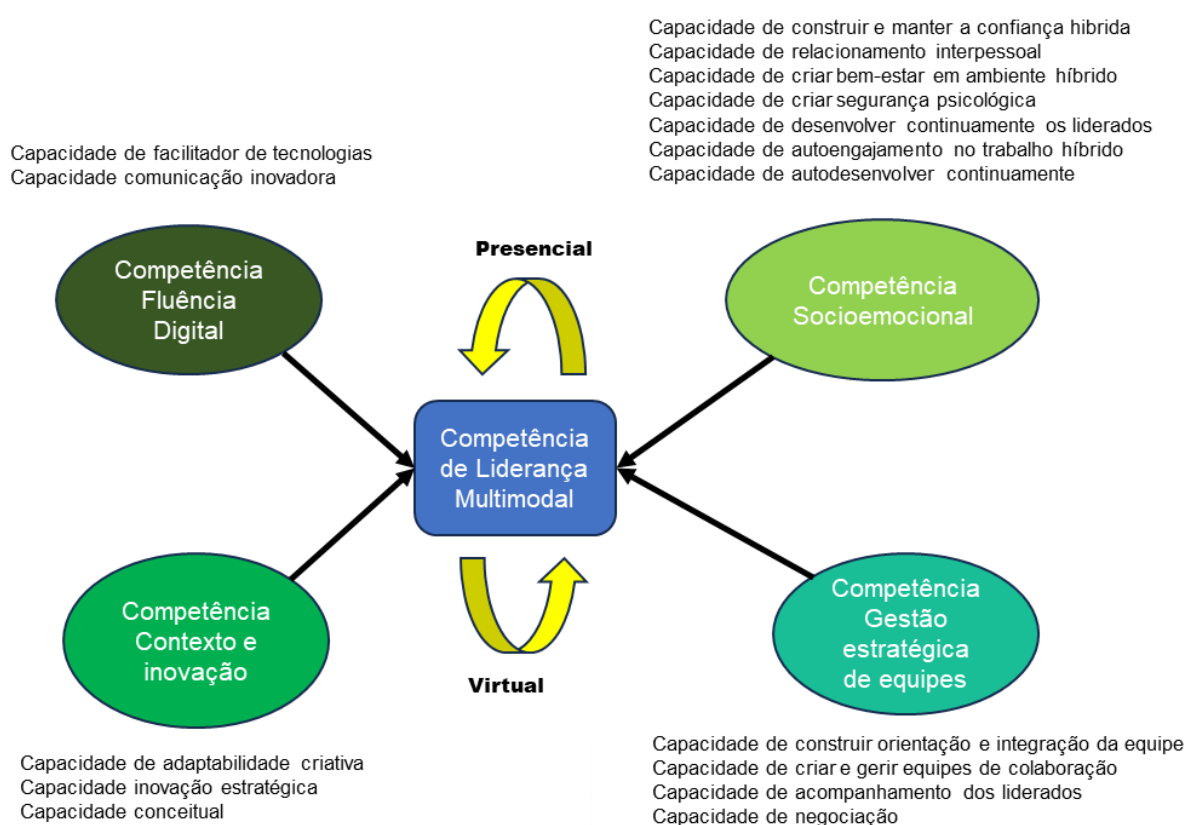 Capacidade de construir e manter a confiança hibrida
Capacidade de relacionamento interpessoal
Capacidade de criar bem-estar em ambiente híbrido
Capacidade de criar segurança psicológica
Capacidade de desenvolver continuamente os liderados
Capacidade de autoengajamento no trabalho híbrido
Capacidade de autodesenvolver continuamente
Capacidade de facilitador de tecnologias
Capacidade comunicação inovadora
Competência
Fluência
Digital
Presencial
Competência
Socioemocional
Competência
de Liderança
Multimodal
Competência
Contexto e
inovação
Virtual
Competência
Gestão
estratégica
de equipes
Capacidade de adaptabilidade criativa
Capacidade inovação estratégica
Capacidade conceitual
Capacidade de construir orientação e integração da equipe
Capacidade de criar e gerir equipes de colaboração
Capacidade de acompanhamento dos liderados
Capacidade de negociação